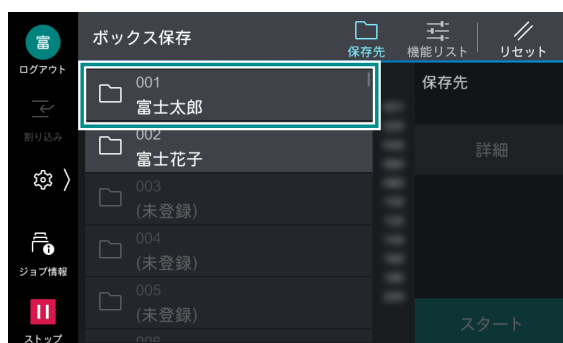 富
ログアウト
割り込み
ジョブ情報
ストップ
ボックス保存
保存先
機能リスト
リセット
001
富士太郎
002
富士花子
003
(未登録)
004
(未登録)
005
(未登録)
006
保存先
詳細
スタート